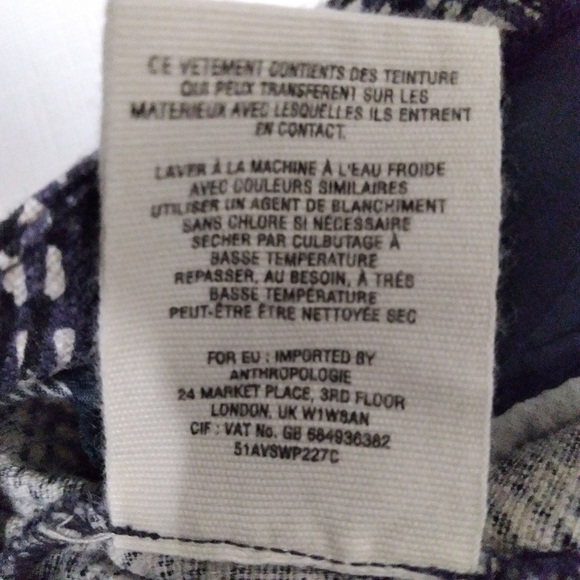 CE VETEMENT CONTIENTS DES TEINTURE
QUI PEUX TRANSFERENT SUR LES
MATERIEUX AVEC LESQUELLES ILS ENTRENT
EN CONTACT.
LAVER À LA MACHINE À L'EAU FROIDE
AVEC COULEURS SIMILAIRES
UTILISER UN AGENT DE BLANCHIMENT
SANS CHLORE SI NÉCESSAIRE
SECHER PAR CULBUTAGE À
BASSE TEMPERATURE
REPASSER, AU BESOIN, À TRÈS
BASSE TEMPÉRATURE
PEUT-ÊTRE ÊTRE NETTOYÉE SEC
FOR EU : IMPORTED BY
ANTHROPOLOGIE
24 MARKET PLACE, 3RD FLOOR
LONDON, UK W1W8AN
CIF : VAT No. GB 684936382
51AVSWP227C